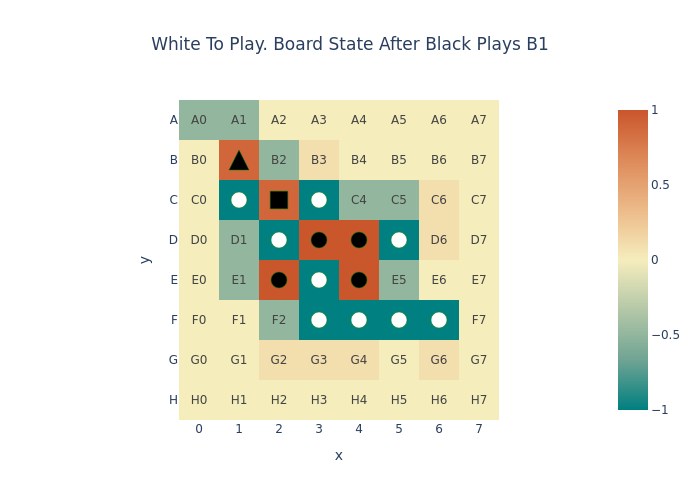 White To Play. Board State After Black Plays B1
A A0 A1 A2 A3 A4 A5 A6 A7
B B0 B2 B3 B4 B5 B6 B7
C C0 C4 C5 C6 C7
D D0 D1 D6 D7
E E0 E1 E5 E6 E7
F F0 F1 F2 F7
G G0 G1 G2 G3 G4 G5 G6 G7
H H0 H1 H2 H3 H4 H5 H6 H7
0 1 2 3 4 5 6 7
x
y
1
0.5
0
−0.5
−1